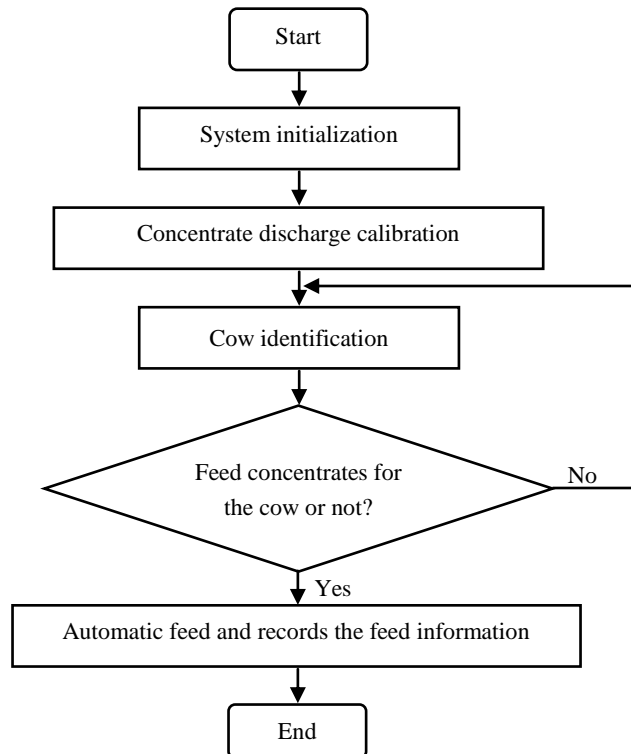 Start
System initialization
Concentrate discharge calibration
Cow identification
Feed concentrates for
the cow or not?
No
Yes
Automatic feed and records the feed information
End